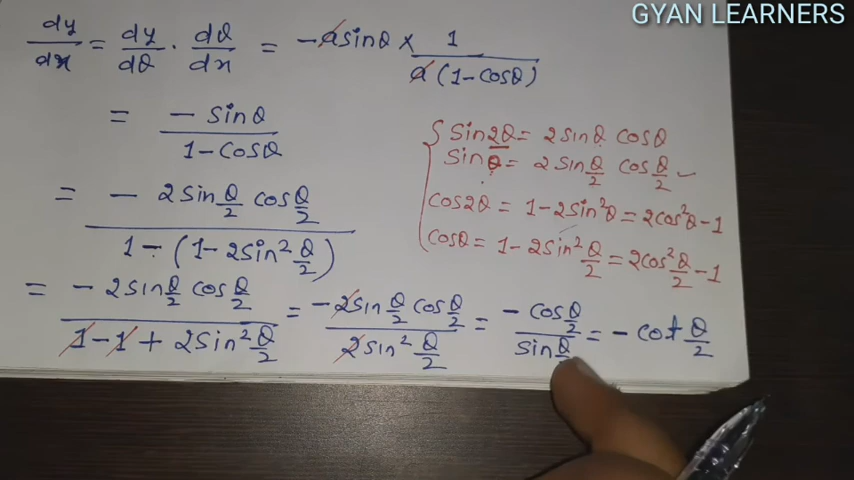 GYAN LEARNERS
dy/dx = dy/dθ · dθ/dx = -a sinθ × 1/a(1-cosθ)
= - sinθ / 1-cosθ
= - 2sin θ/2 cos θ/2 / 1-(1-2sin² θ/2)
= - 2sin θ/2 cos θ/2 / 1-1+2sin² θ/2 = -2sin θ/2 cos θ/2 / 2sin² θ/2 = - cos θ/2 / sin θ/2 = - cot θ/2
{ Sin2θ = 2sinθ cosθ
Sinθ = 2 Sin θ/2 cos θ/2 ✓
cos2θ = 1-2sin²θ = 2cos²θ-1
cosθ = 1-2sin² θ/2 = 2cos² θ/2 -1